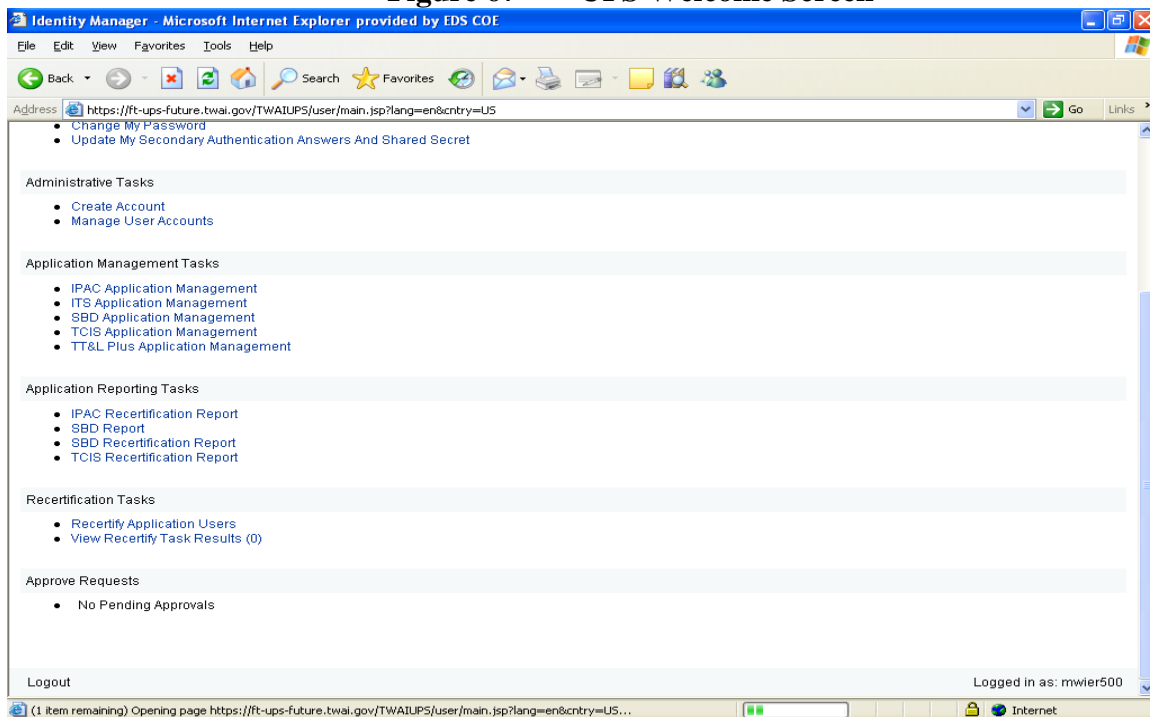 Figure 6: UPS Welcome Screen
Identity Manager - Microsoft Internet Explorer provided by EDS COE
File Edit View Favorites Tools Help
Back Search Favorites
Address https://ft-ups-future.twai.gov/TWAIUPS/user/main.jsp?lang=en&cntry=US Go Links
Change My Password
Update My Secondary Authentication Answers And Shared Secret
Administrative Tasks
Create Account
Manage User Accounts
Application Management Tasks
IPAC Application Management
ITS Application Management
SBD Application Management
TCIS Application Management
TT&L Plus Application Management
Application Reporting Tasks
IPAC Recertification Report
SBD Report
SBD Recertification Report
TCIS Recertification Report
Recertification Tasks
Recertify Application Users
View Recertify Task Results (0)
Approve Requests
No Pending Approvals
Logout Logged in as: mwier500
(1 item remaining) Opening page https://ft-ups-future.twai.gov/TWAIUPS/user/main.jsp?lang=en&cntry=US... Internet